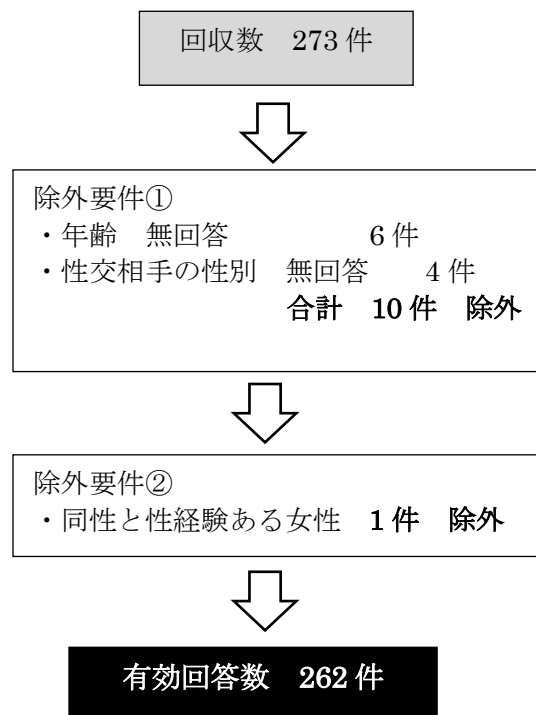 回収数　273 件
除外要件①
・年齢　無回答　　　　　6 件
・性交相手の性別　無回答　　4 件
合計　10 件　除外
除外要件②
・同性と性経験ある女性　1 件　除外
有効回答数　262 件